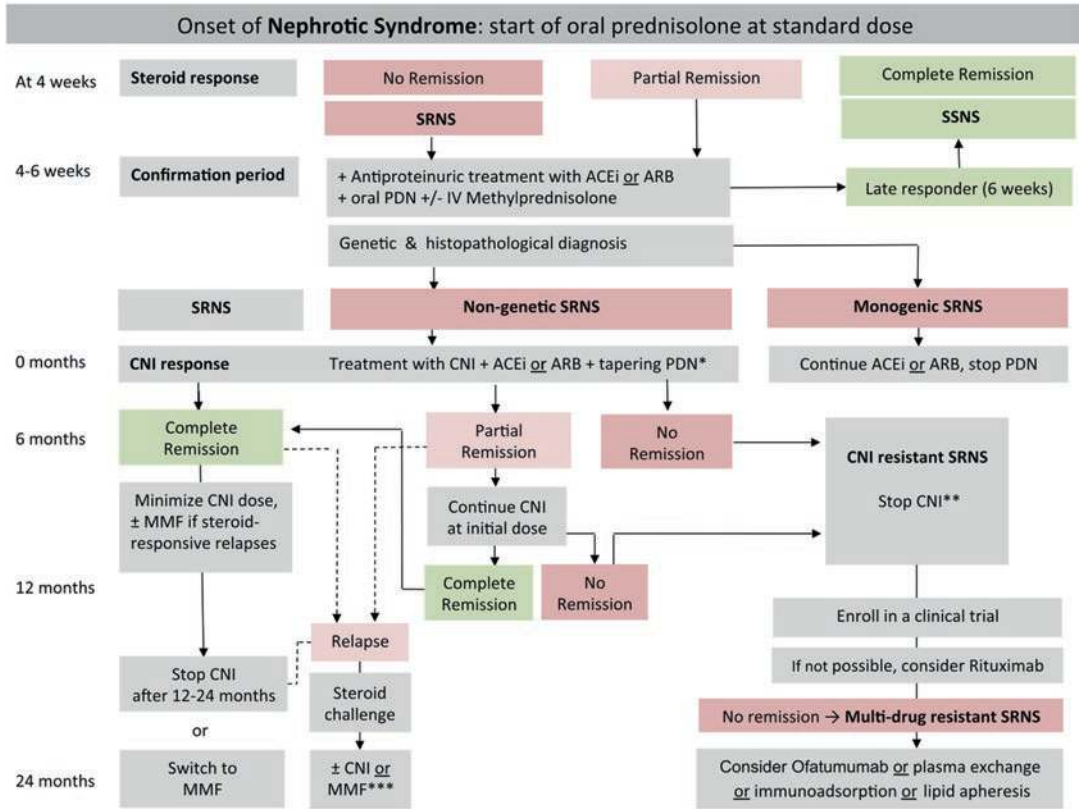 Onset of Nephrotic Syndrome: start of oral prednisolone at standard dose
At 4 weeks
Steroid response
No Remission
Partial Remission
Complete Remission
SRNS
SSNS
4-6 weeks
Confirmation period
+ Antiproteinuric treatment with ACEi or ARB
+ oral PDN +/- IV Methylprednisolone
Late responder (6 weeks)
Genetic & histopathological diagnosis
SRNS
Non-genetic SRNS
Monogenic SRNS
0 months
CNI response
Treatment with CNI + ACEi or ARB + tapering PDN*
Continue ACEi or ARB, stop PDN
6 months
Complete
Remission
Partial
Remission
No
Remission
CNI resistant SRNS
Stop CNI**
Minimize CNI dose,
± MMF if steroid-
responsive relapses
Continue CNI
at initial dose
12 months
Complete
Remission
No
Remission
Enroll in a clinical trial
Relapse
If not possible, consider Rituximab
Stop CNI
after 12-24 months
Steroid
challenge
No remission → Multi-drug resistant SRNS
or
24 months
Switch to
MMF
± CNI or
MMF***
Consider Ofatumumab or plasma exchange
or immunoadsorption or lipid apheresis